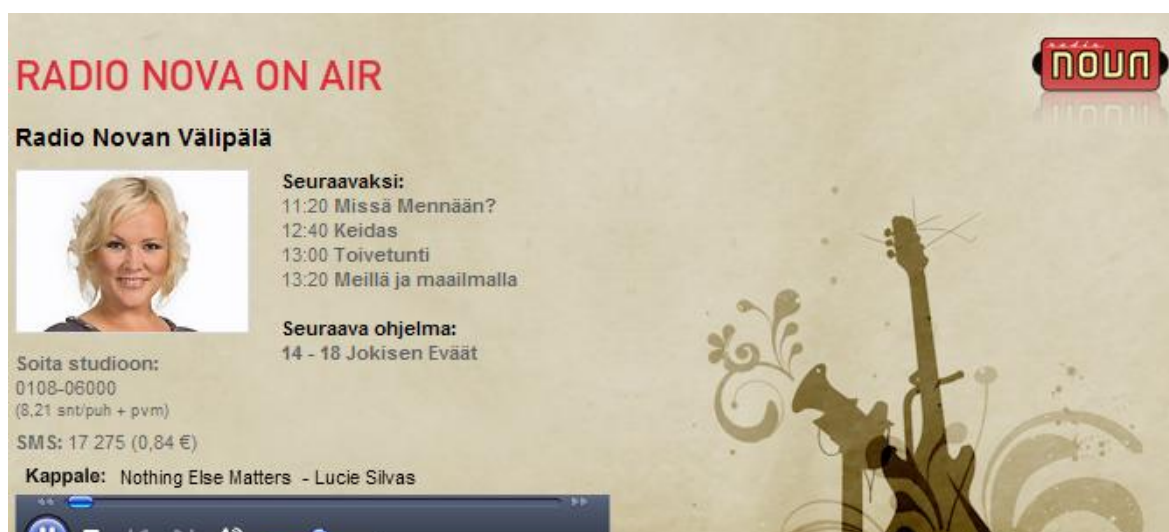 RADIO NOVA ON AIR
radio
NOVA
Radio Novan Välipälä
Seuraavaksi:
11:20 Missä Mennään?
12:40 Keidas
13:00 Toivetunti
13:20 Meillä ja maailmalla
Seuraava ohjelma:
14 - 18 Jokisen Eväät
Soita studioon:
0108-06000
(8,21 snt/puh + pvm)
SMS: 17 275 (0,84 €)
Kappale: Nothing Else Matters - Lucie Silvas